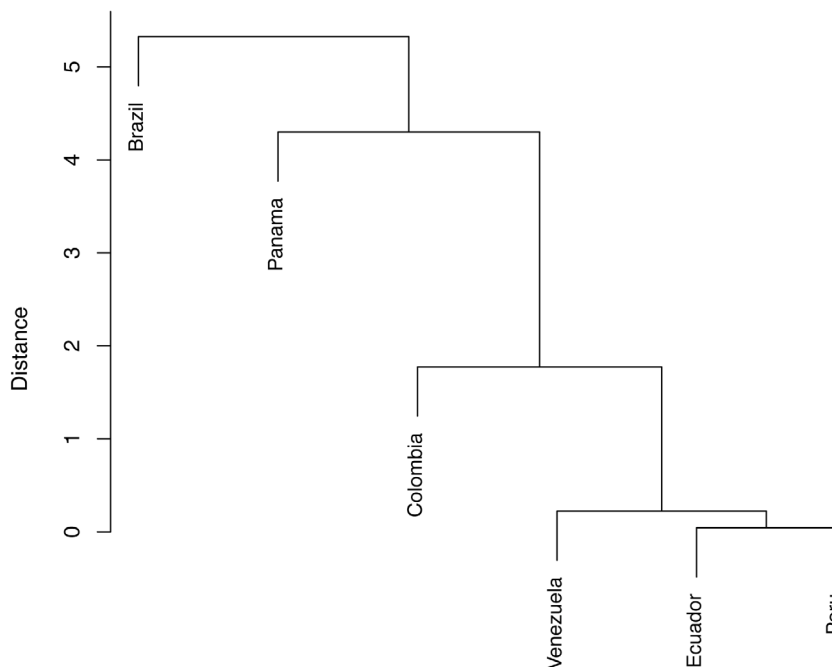 Distance
5
4
3
2
1
0
Brazil
Panama
Colombia
Venezuela
Ecuador